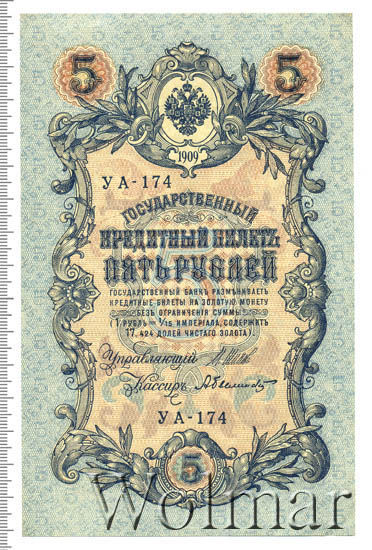 5 5
1909
УА-174
ГОСУДАРСТВЕННЫЙ
КРЕДИТНЫЙ БИЛЕТЪ
ПЯТЬ РУБЛЕЙ
ГОСУДАРСТВЕННЫЙ БАНКЪ РАЗМѢНИВАЕТЪ
КРЕДИТНЫЕ БИЛЕТЫ НА ЗОЛОТУЮ МОНЕТУ
БЕЗЪ ОГРАНИЧЕНІЯ СУММЫ
(1 РУБЛЬ = 1/15 ИМПЕРІАЛА, СОДЕРЖИТЪ
17,424 ДОЛЕЙ ЧИСТАГО ЗОЛОТА).
Управляющій
Кассиръ
УА-174
5
Wolmar